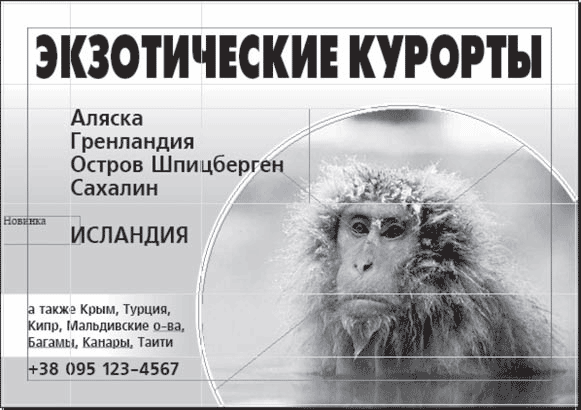 ЭКЗОТИЧЕСКИЕ КУРОРТЫ
Аляска
Гренландия
Остров Шпицберген
Сахалин
Новинка
ИСЛАНДИЯ
а также Крым, Турция,
Кипр, Мальдивские о-ва,
Багамы, Канары, Таити
+38 095 123-4567